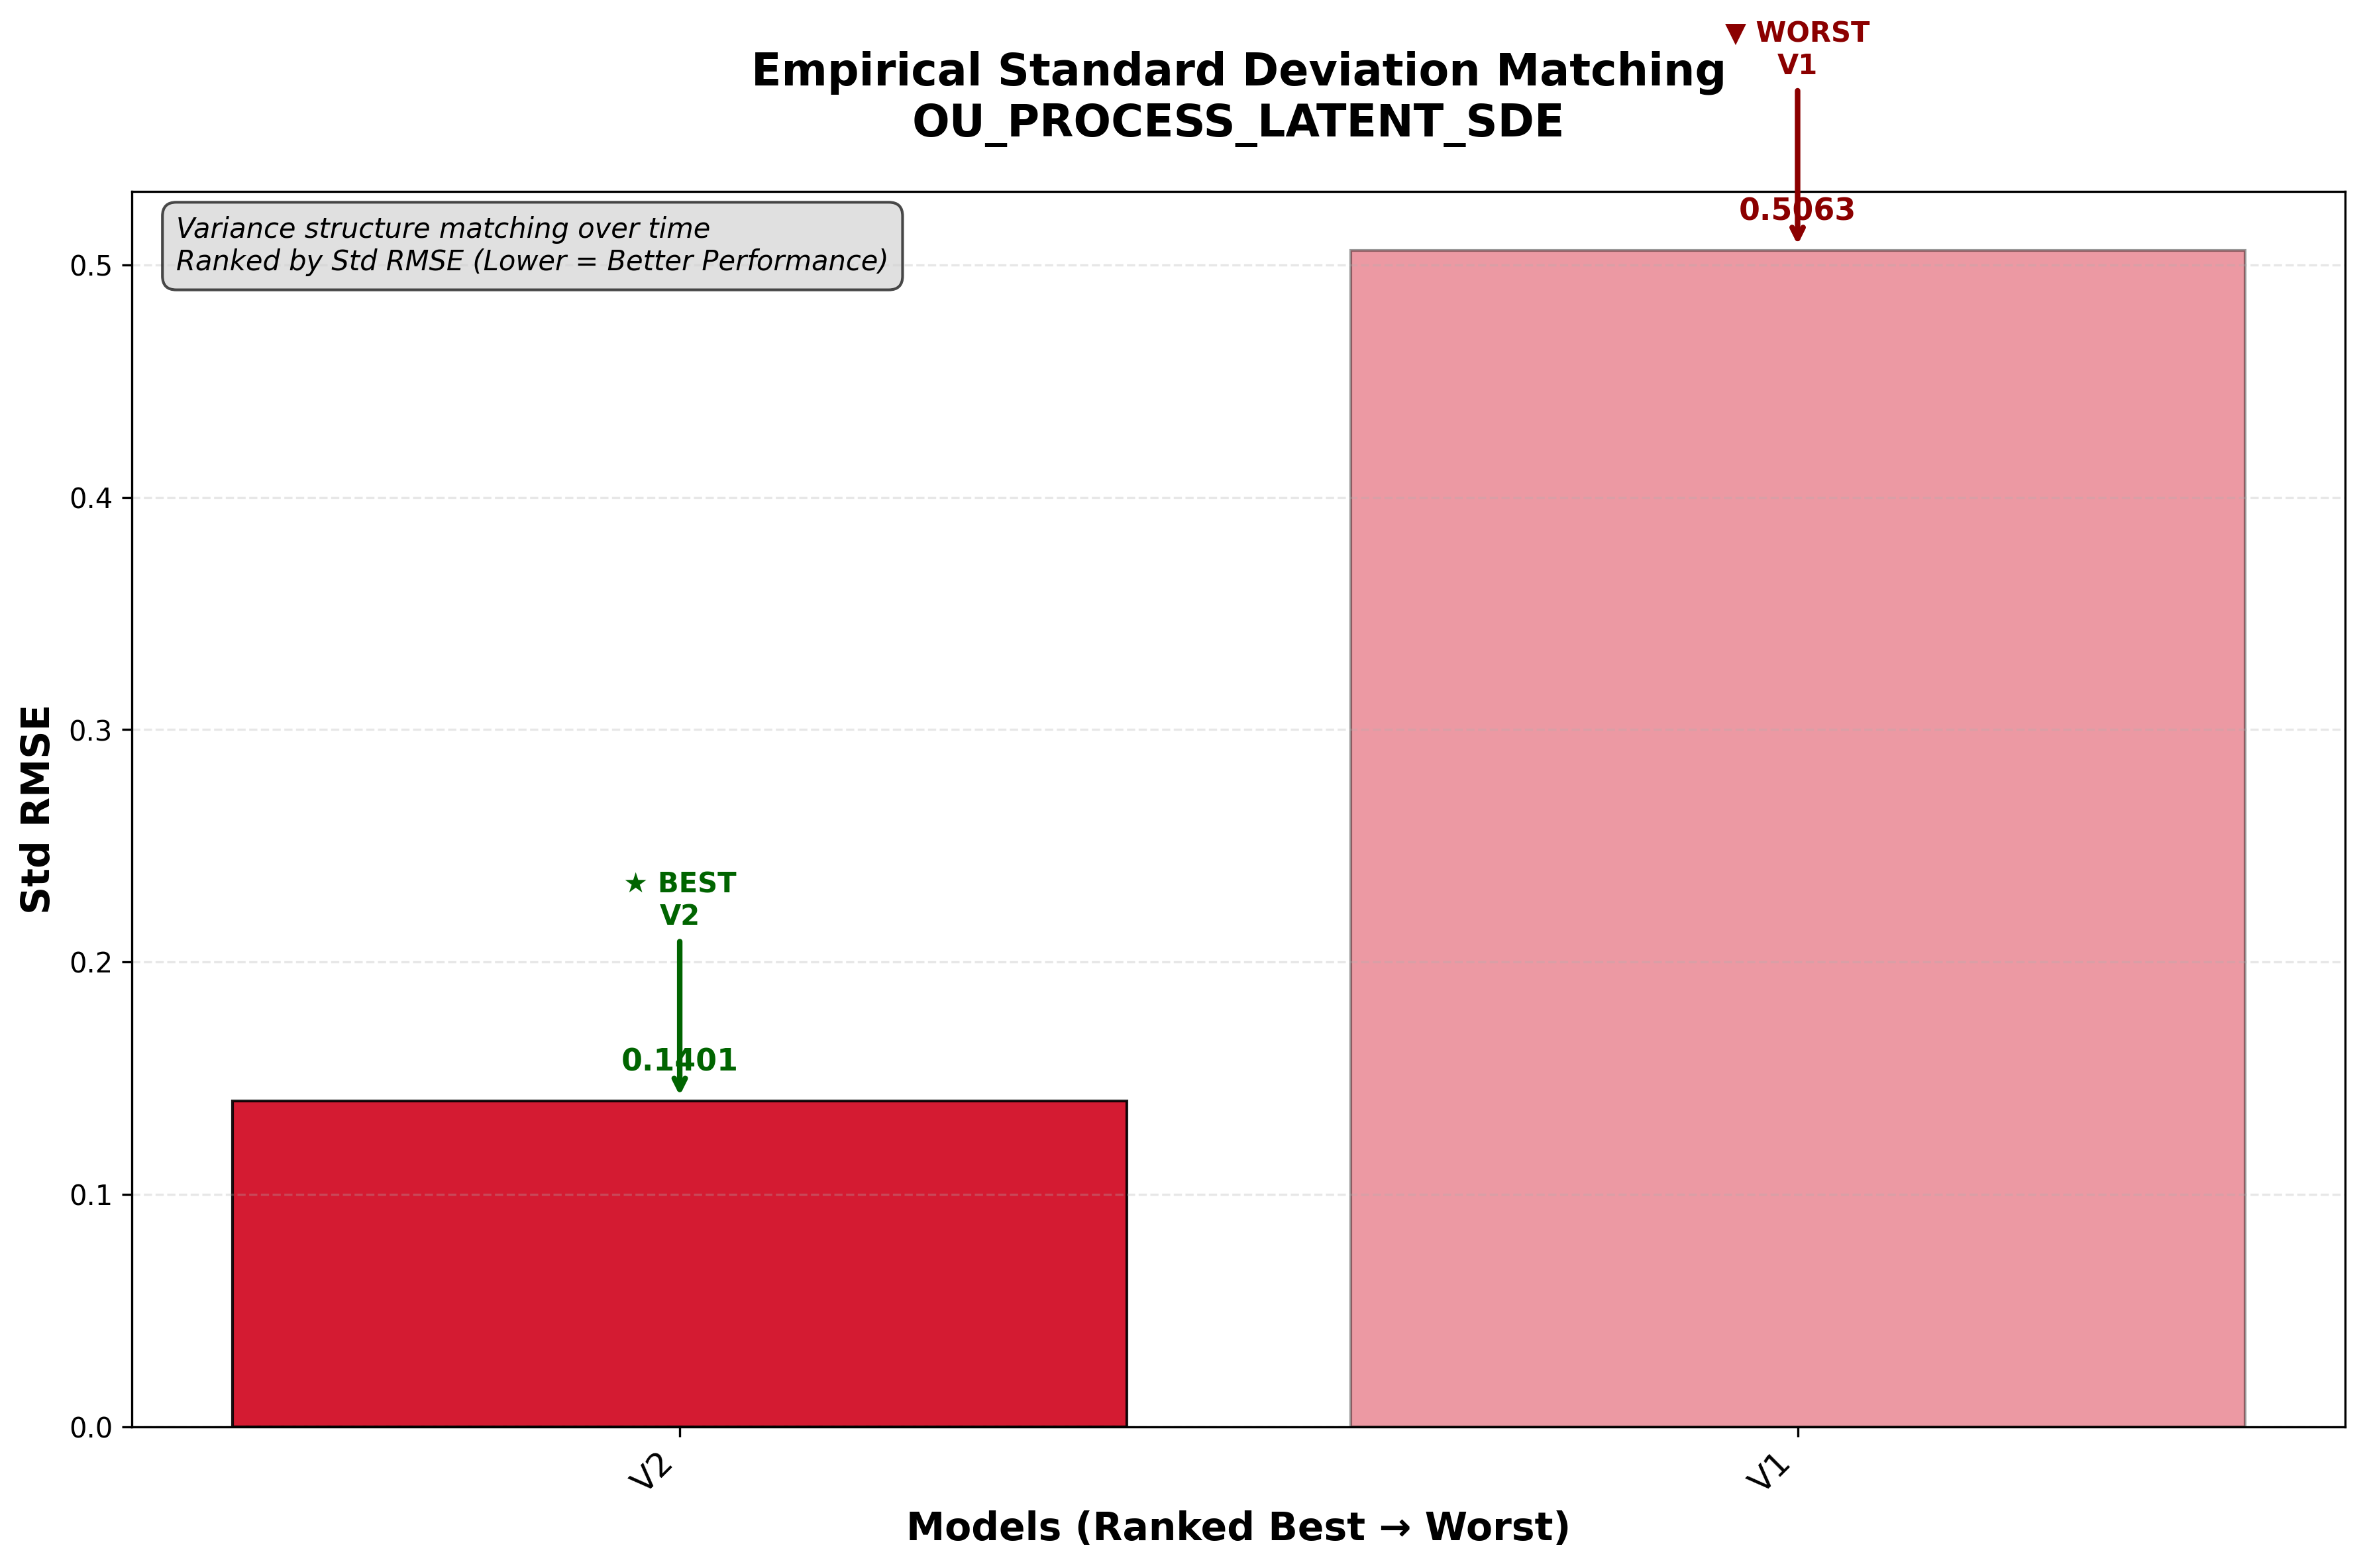 ▼ WORST
V1
Empirical Standard Deviation Matching
OU_PROCESS_LATENT_SDE
Variance structure matching over time
Ranked by Std RMSE (Lower = Better Performance)
0.5063
0.5
0.4
0.3
0.2
0.1
0.0
Std RMSE
★ BEST
V2
0.1401
V2
V1
Models (Ranked Best → Worst)